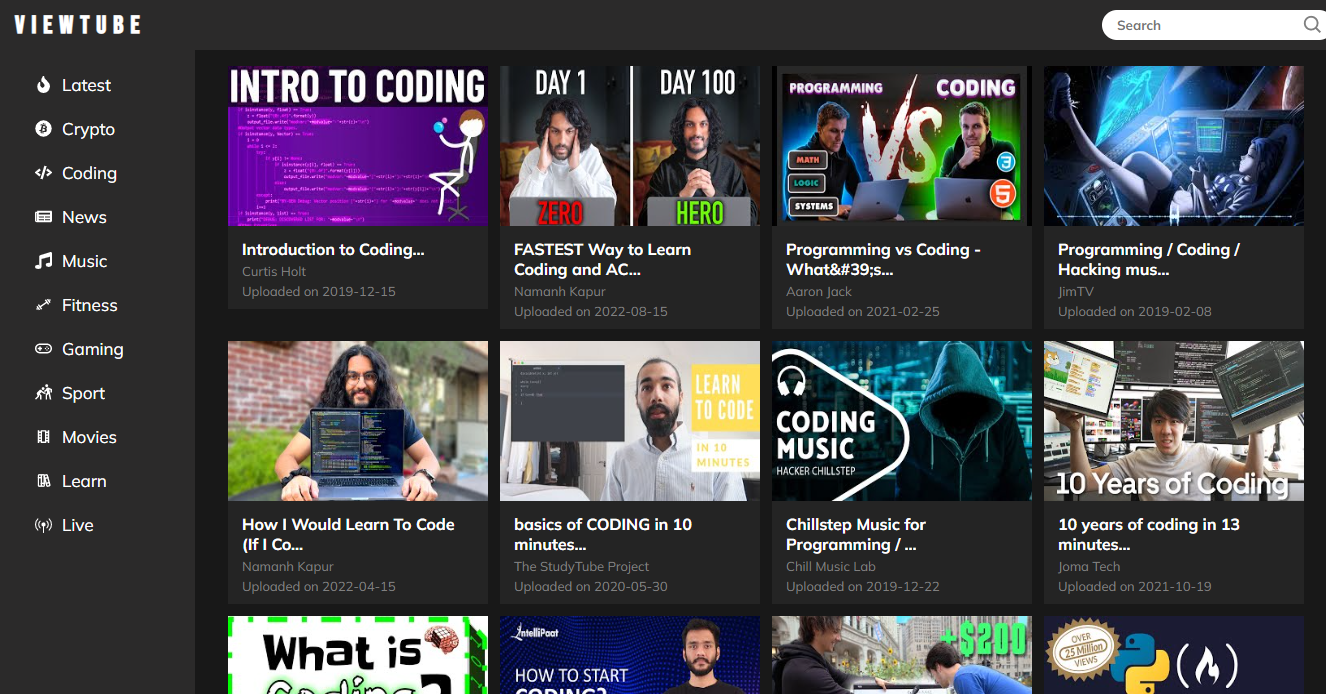 VIEWTUBE
Search
Latest
Crypto
Coding
News
Music
Fitness
Gaming
Sport
Movies
Learn
Live
INTRO TO CODING
Introduction to Coding...
Curtis Holt
Uploaded on 2019-12-15
DAY 1
DAY 100
ZERO
HERO
FASTEST Way to Learn
Coding and AC...
Namanh Kapur
Uploaded on 2022-08-15
PROGRAMMING
CODING
VS
MATH
LOGIC
SYSTEMS
3
5
Programming vs Coding -
What&#39;s...
Aaron Jack
Uploaded on 2021-02-25
Programming / Coding /
Hacking mus...
JimTV
Uploaded on 2019-02-08
How I Would Learn To Code
(If I Co...
Namanh Kapur
Uploaded on 2022-04-15
LEARN
TO CODE
IN 10
MINUTES
basics of CODING in 10
minutes...
The StudyTube Project
Uploaded on 2020-05-30
CODING
MUSIC
HACKER CHILLSTEP
Chillstep Music for
Programming / ...
Chill Music Lab
Uploaded on 2019-12-22
10 Years of Coding
10 years of coding in 13
minutes...
Joma Tech
Uploaded on 2021-10-19
What is
Coding?
IntelliPaat
HOW TO START
CODING?
+$200
OVER
25 Million
VIEWS